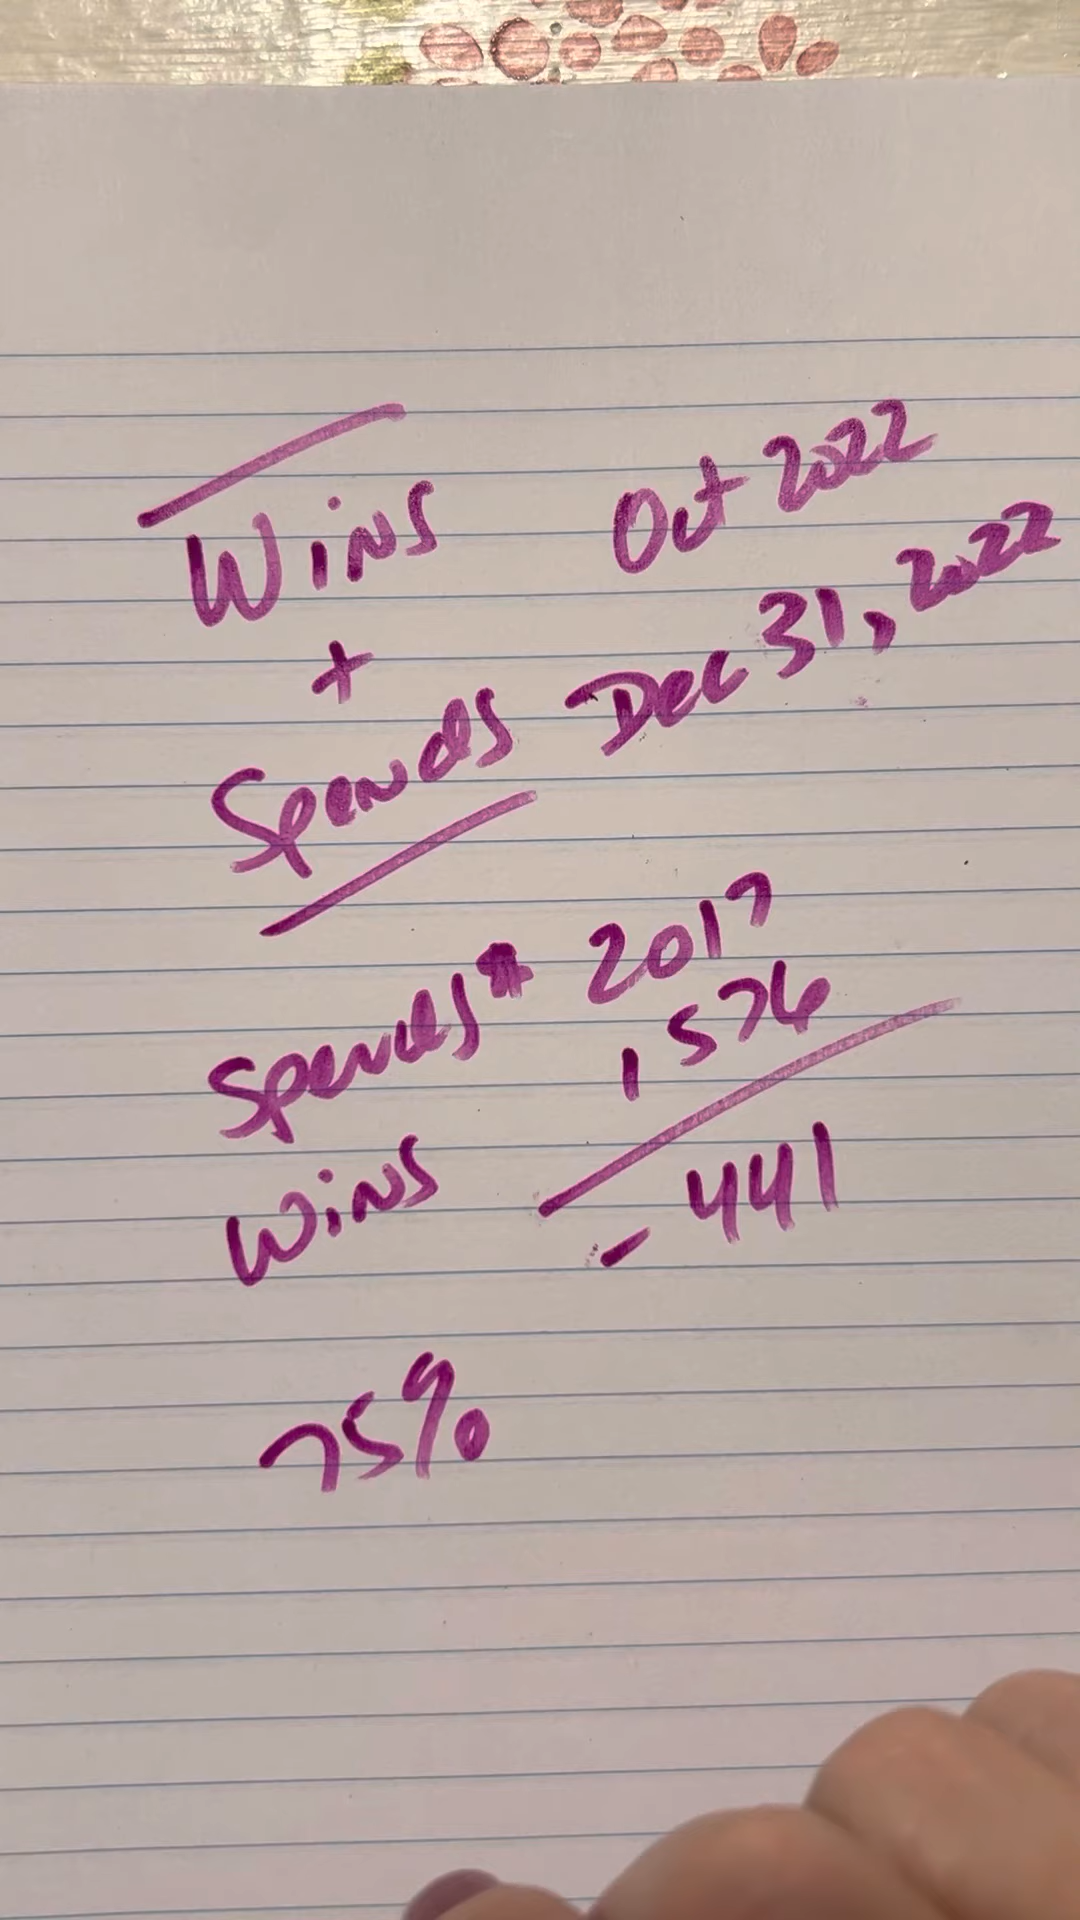 Wins Oct 2022
+
Spends Dec 31, 2022
Spends* 2017
Wins 1576
- 441
75%